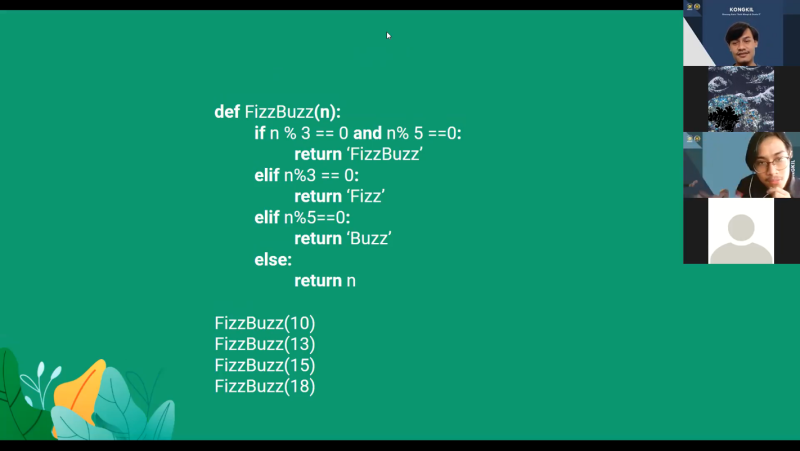 def FizzBuzz(n):
if n % 3 == 0 and n% 5 ==0:
return ‘FizzBuzz’
elif n%3 == 0:
return ‘Fizz’
elif n%5==0:
return ‘Buzz’
else:
return n
FizzBuzz(10)
FizzBuzz(13)
FizzBuzz(15)
FizzBuzz(18)
KONGKIL